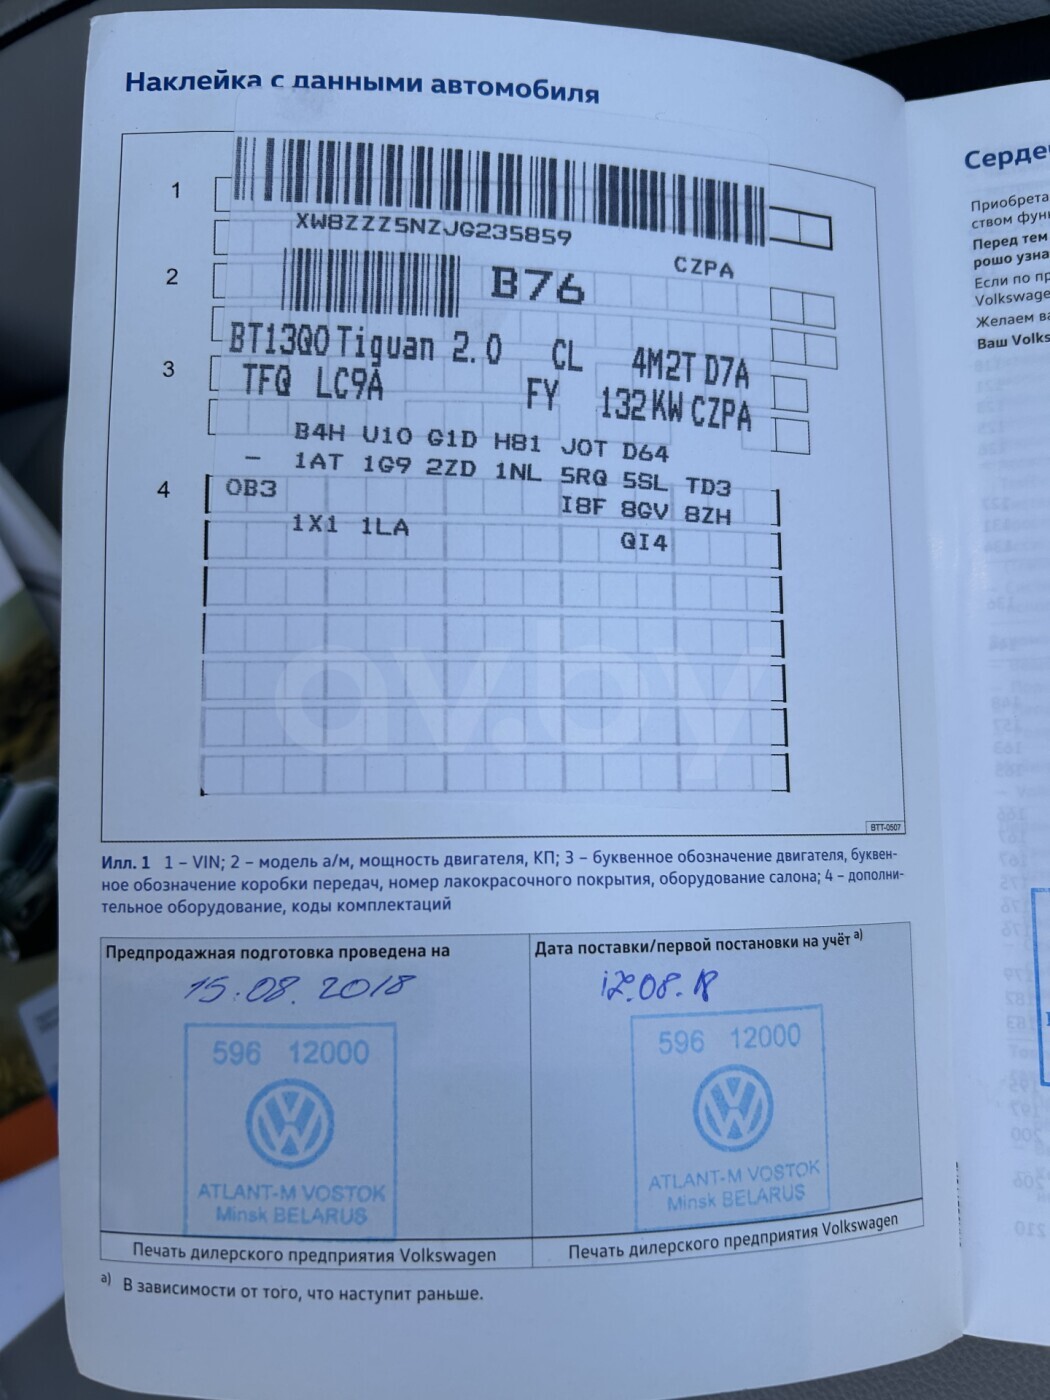 Наклейка с данными автомобиля
1
XW8ZZZ5NZJG235859
CZPA
2
B76
BT13Q0 Tiguan 2.0 CL 4M2T D7A
3
TFQ LC9A FY 132KW CZPA
B4H U10 G1D H81 J0T D64
- 1AT 1G9 2ZD 1NL 5RQ 5SL TD3
4
0B3 I8F 8GV 8ZH
1X1 1LA QI4
av.by
BTT-0507
Илл. 1 1 – VIN; 2 – модель а/м, мощность двигателя, КП; 3 – буквенное обозначение двигателя, буквен-
ное обозначение коробки передач, номер лакокрасочного покрытия, оборудование салона; 4 – дополни-
тельное оборудование, коды комплектаций
Предпродажная подготовка проведена на
15.08.2018
596 12000
ATLANT-M VOSTOK
Minsk BELARUS
Печать дилерского предприятия Volkswagen
Дата поставки/первой постановки на учёт a)
.08.18
596 12000
ATLANT-M VOSTOK
Minsk BELARUS
Печать дилерского предприятия Volkswagen
a) В зависимости от того, что наступит раньше.
Серде
Приобрета
ством фун
Перед тем
рошо узна
Если по пр
Volkswage
Желаем ва
Ваш Volks